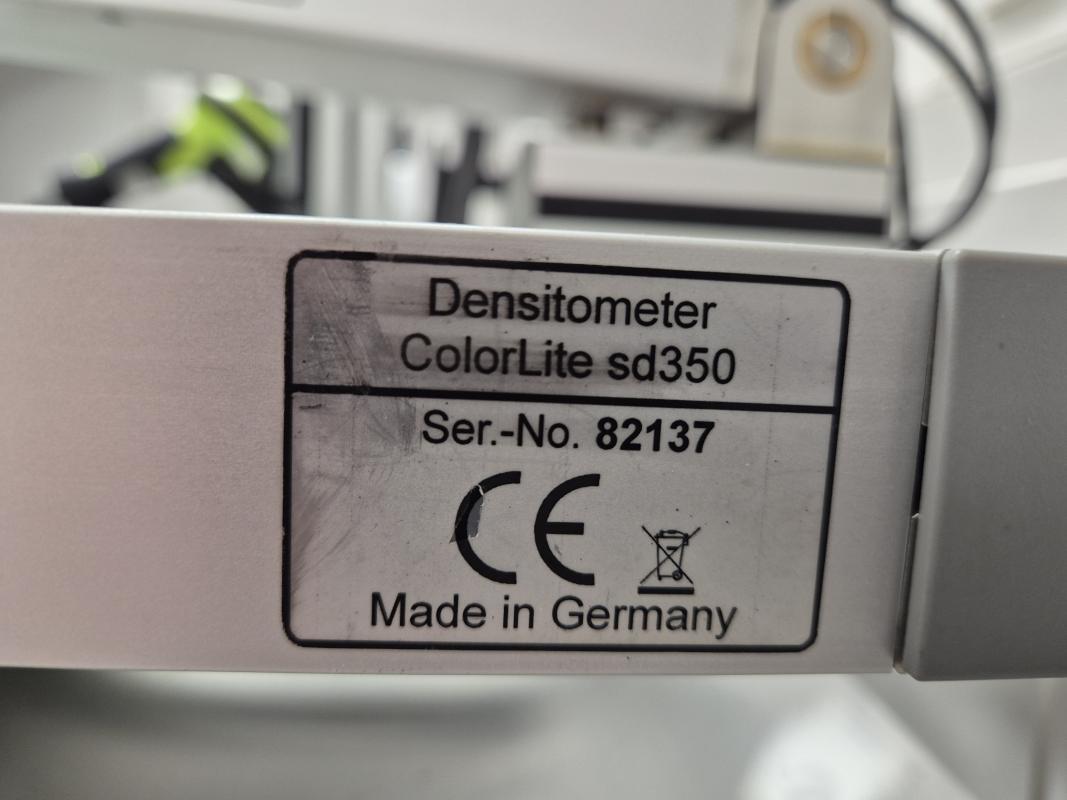 Densitometer
ColorLite sd350
Ser.-No. 82137
CE
Made in Germany